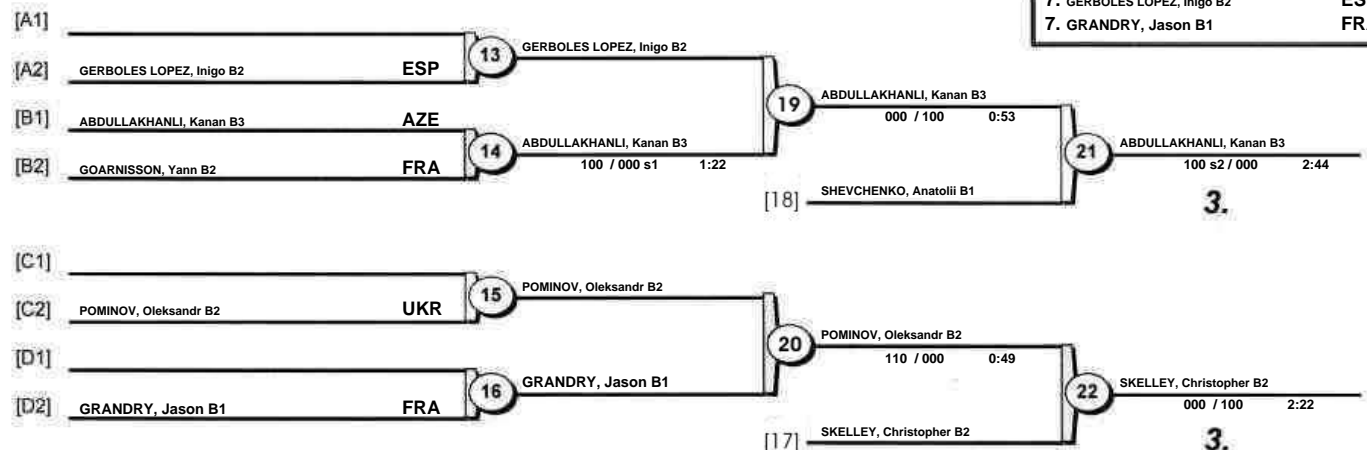 7. GERBOLES LOPEZ, Inigo B2 ES
7. GRANDRY, Jason B1 FRA
[A1]
13 GERBOLES LOPEZ, Inigo B2
[A2] GERBOLES LOPEZ, Inigo B2 ESP
19 ABDULLAKHANLI, Kanan B3
000 / 100 0:53
[B1] ABDULLAKHANLI, Kanan B3 AZE
14 ABDULLAKHANLI, Kanan B3
100 / 000 s1 1:22
[B2] GOARNISSON, Yann B2 FRA
21 ABDULLAKHANLI, Kanan B3
100 s2 / 000 2:44
[18] SHEVCHENKO, Anatolii B1
3.
[C1]
15 POMINOV, Oleksandr B2
[C2] POMINOV, Oleksandr B2 UKR
20 POMINOV, Oleksandr B2
110 / 000 0:49
[D1]
16 GRANDRY, Jason B1
[D2] GRANDRY, Jason B1 FRA
22 SKELLEY, Christopher B2
000 / 100 2:22
[17] SKELLEY, Christopher B2
3.